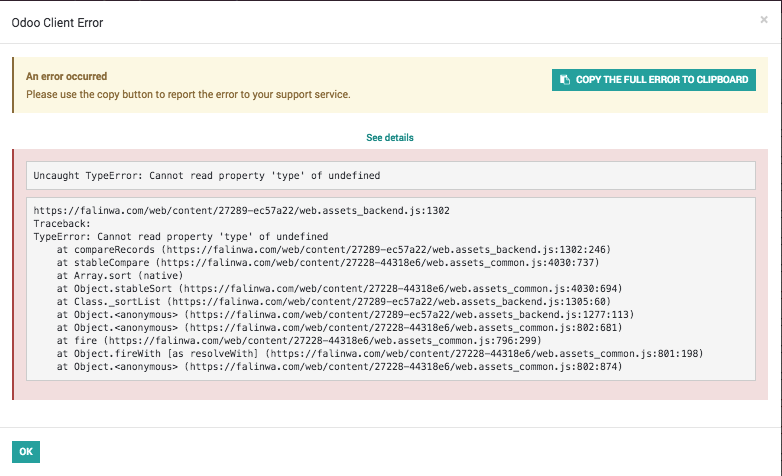 Odoo Client Error
×
An error occurred
COPY THE FULL ERROR TO CLIPBOARD
Please use the copy button to report the error to your support service.
See details
Uncaught TypeError: Cannot read property 'type' of undefined
https://falinwa.com/web/content/27289-ec57a22/web.assets_backend.js:1302
Traceback:
TypeError: Cannot read property 'type' of undefined
at compareRecords (https://falinwa.com/web/content/27289-ec57a22/web.assets_backend.js:1302:246)
at stableCompare (https://falinwa.com/web/content/27228-44318e6/web.assets_common.js:4030:737)
at Array.sort (native)
at Object.stableSort (https://falinwa.com/web/content/27228-44318e6/web.assets_common.js:4030:694)
at Class._sortList (https://falinwa.com/web/content/27289-ec57a22/web.assets_backend.js:1305:60)
at Object.<anonymous> (https://falinwa.com/web/content/27289-ec57a22/web.assets_backend.js:1277:113)
at Object.<anonymous> (https://falinwa.com/web/content/27228-44318e6/web.assets_common.js:802:681)
at fire (https://falinwa.com/web/content/27228-44318e6/web.assets_common.js:796:299)
at Object.fireWith [as resolveWith] (https://falinwa.com/web/content/27228-44318e6/web.assets_common.js:801:198)
at Object.<anonymous> (https://falinwa.com/web/content/27228-44318e6/web.assets_common.js:802:874)
OK